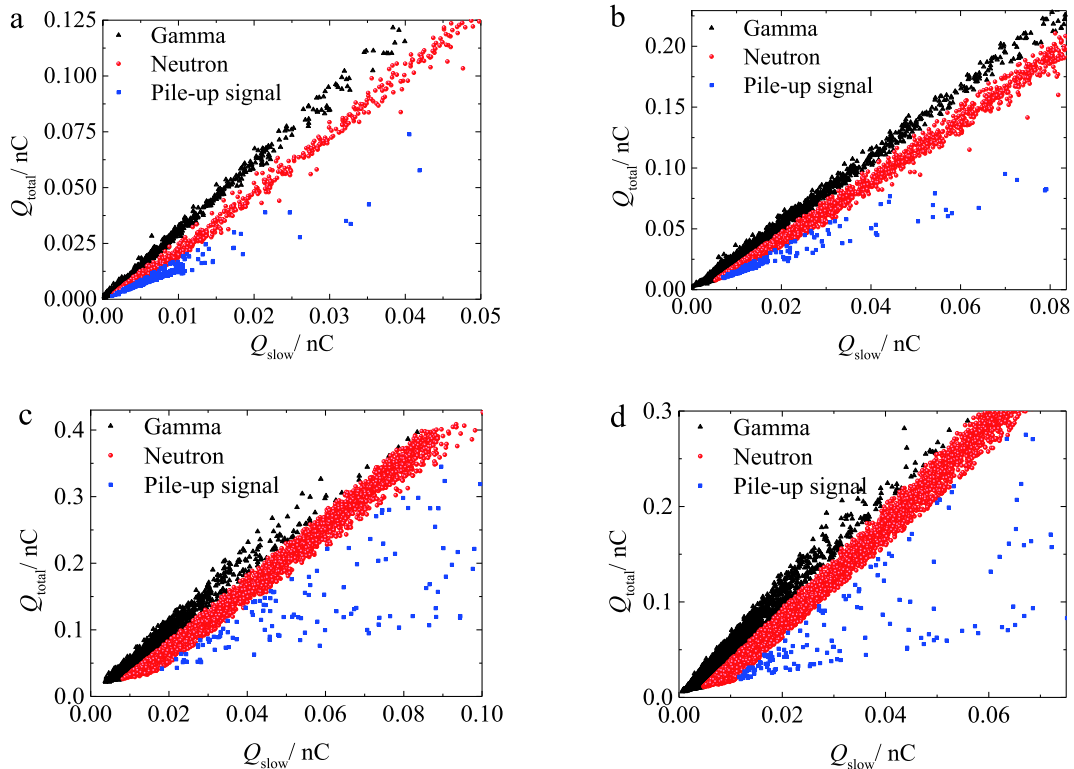 a
Gamma
Neutron
Pile-up signal
0.125
0.100
0.075
0.050
0.025
0.000
Q_total/ nC
0.00 0.01 0.02 0.03 0.04 0.05
Q_slow/ nC
b
Gamma
Neutron
Pile-up signal
0.20
0.15
0.10
0.05
0.00
Q_total/ nC
0.00 0.02 0.04 0.06 0.08
Q_slow/ nC
c
Gamma
Neutron
Pile-up signal
0.4
0.3
0.2
0.1
0.0
Q_total/ nC
0.00 0.02 0.04 0.06 0.08 0.10
Q_slow/ nC
d
Gamma
Neutron
Pile-up signal
0.3
0.2
0.1
0.0
Q_total/ nC
0.00 0.02 0.04 0.06
Q_slow/ nC